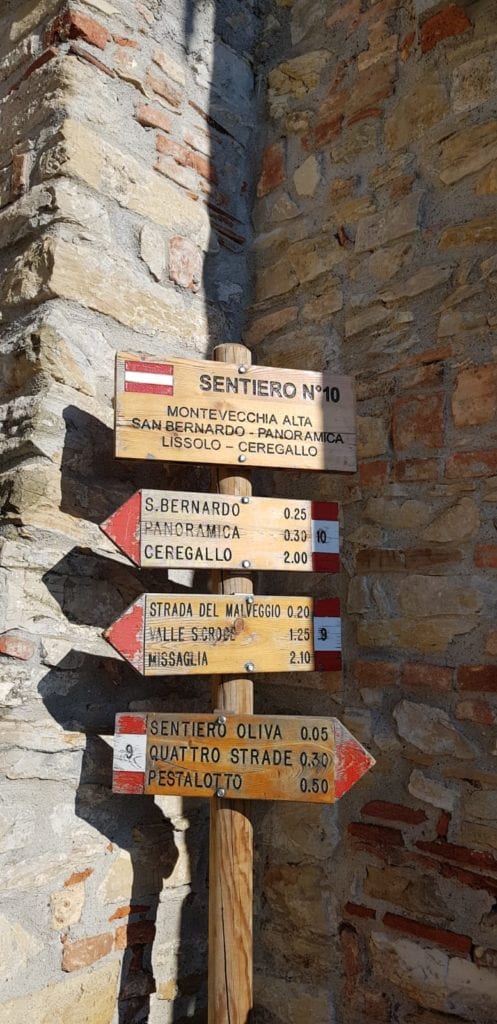 SENTIERO N°10
MONTEVECCHIA ALTA
SAN BERNARDO - PANORAMICA
LISSOLO - CEREGALLO
S. BERNARDO 0.25
PANORAMICA 0.30 10
CEREGALLO 2.00
STRADA DEL MALVEGGIO 0.20
VALLE S.CROCE 1.25 9
MISSAGLIA 2.10
SENTIERO OLIVA 0.05
9 QUATTRO STRADE 0.30
PESTALOTTO 0.50